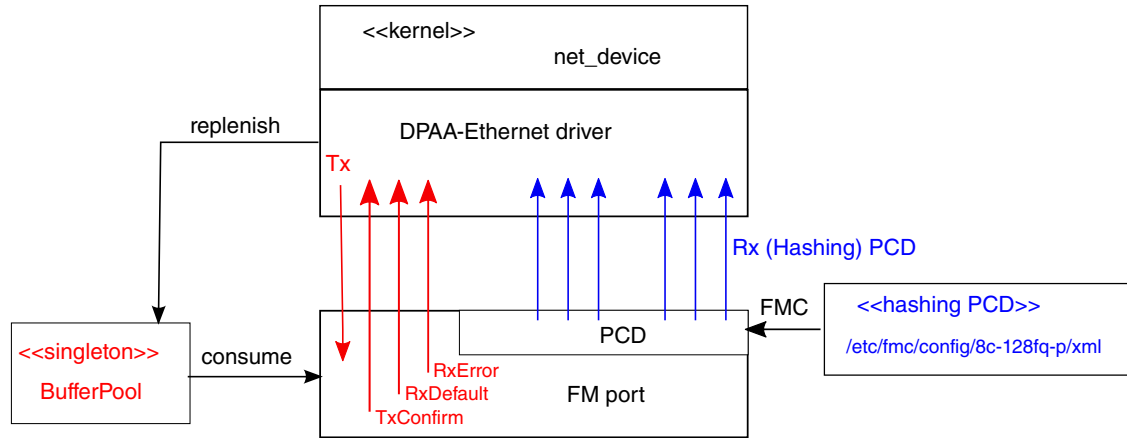 <<kernel>>
net_device
replenish
DPAA-Ethernet driver
Tx
Rx (Hashing) PCD
FMC
<<hashing PCD>>
/etc/fmc/config/8c-128fq-p/xml
PCD
<<singleton>>
BufferPool
consume
RxError
RxDefault
TxConfirm
FM port